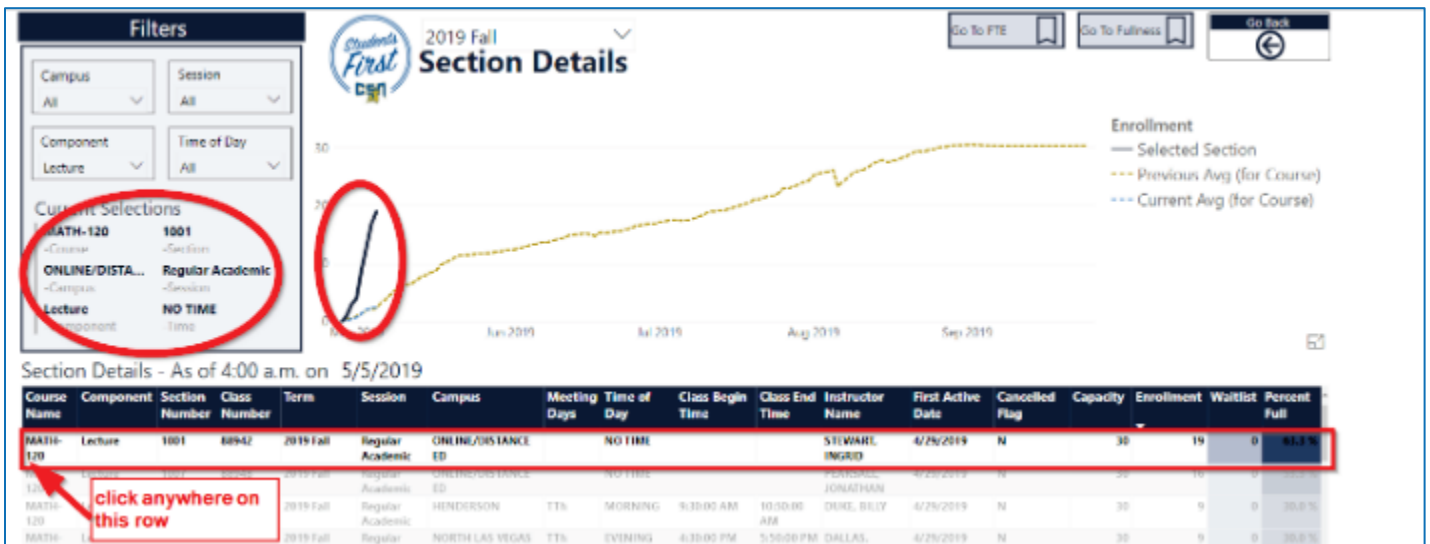 Filters
Campus
All
Session
All
Component
Lecture
Time of Day
All
Current Selections
MATH-120 1001
-Course -Section
ONLINE/DISTA... Regular Academic
-Campus -Session
Lecture NO TIME
-Component -Time
Students
First
CSN
2019 Fall
Section Details
Go To FTE
Go To Fullness
Go Back
Enrollment
Selected Section
Previous Avg (for Course)
Current Avg (for Course)
30
20
0
Jun 2019 Jul 2019 Aug 2019 Sep 2019
Section Details - As of 4:00 a.m. on 5/5/2019
Course Component Section Class Term Session Campus Meeting Time of Class Begin Class End Instructor First Active Cancelled Capacity Enrollment Waitlist Percent
Name Number Number Days Day Time Time Name Date Flag Full
MATH- Lecture 1001 88942 2019 Fall Regular ONLINE/DISTANCE NO TIME STEWART, 4/29/2019 N 30 19 0 63.3 %
120 Academic ED INGRID
Lecture 1007 2019 Fall Regular ONLINE/DISTANCE NO TIME PEARSALL, 4/29/2019 N 30 16 0
Academic ED JONATHAN
MATH- 2019 Fall Regular HENDERSON TTh MORNING 9:30:00 AM 10:50:00 DUKE, BILLY 4/29/2019 N 30 9 0 30.0 %
120 Academic AM
MATH- 2019 Fall Regular NORTH LAS VEGAS TTh EVENING 4:30:00 PM 5:50:00 PM DALLAS, 4/29/2019 N 30 9 0 30.0 %
click anywhere on
this row